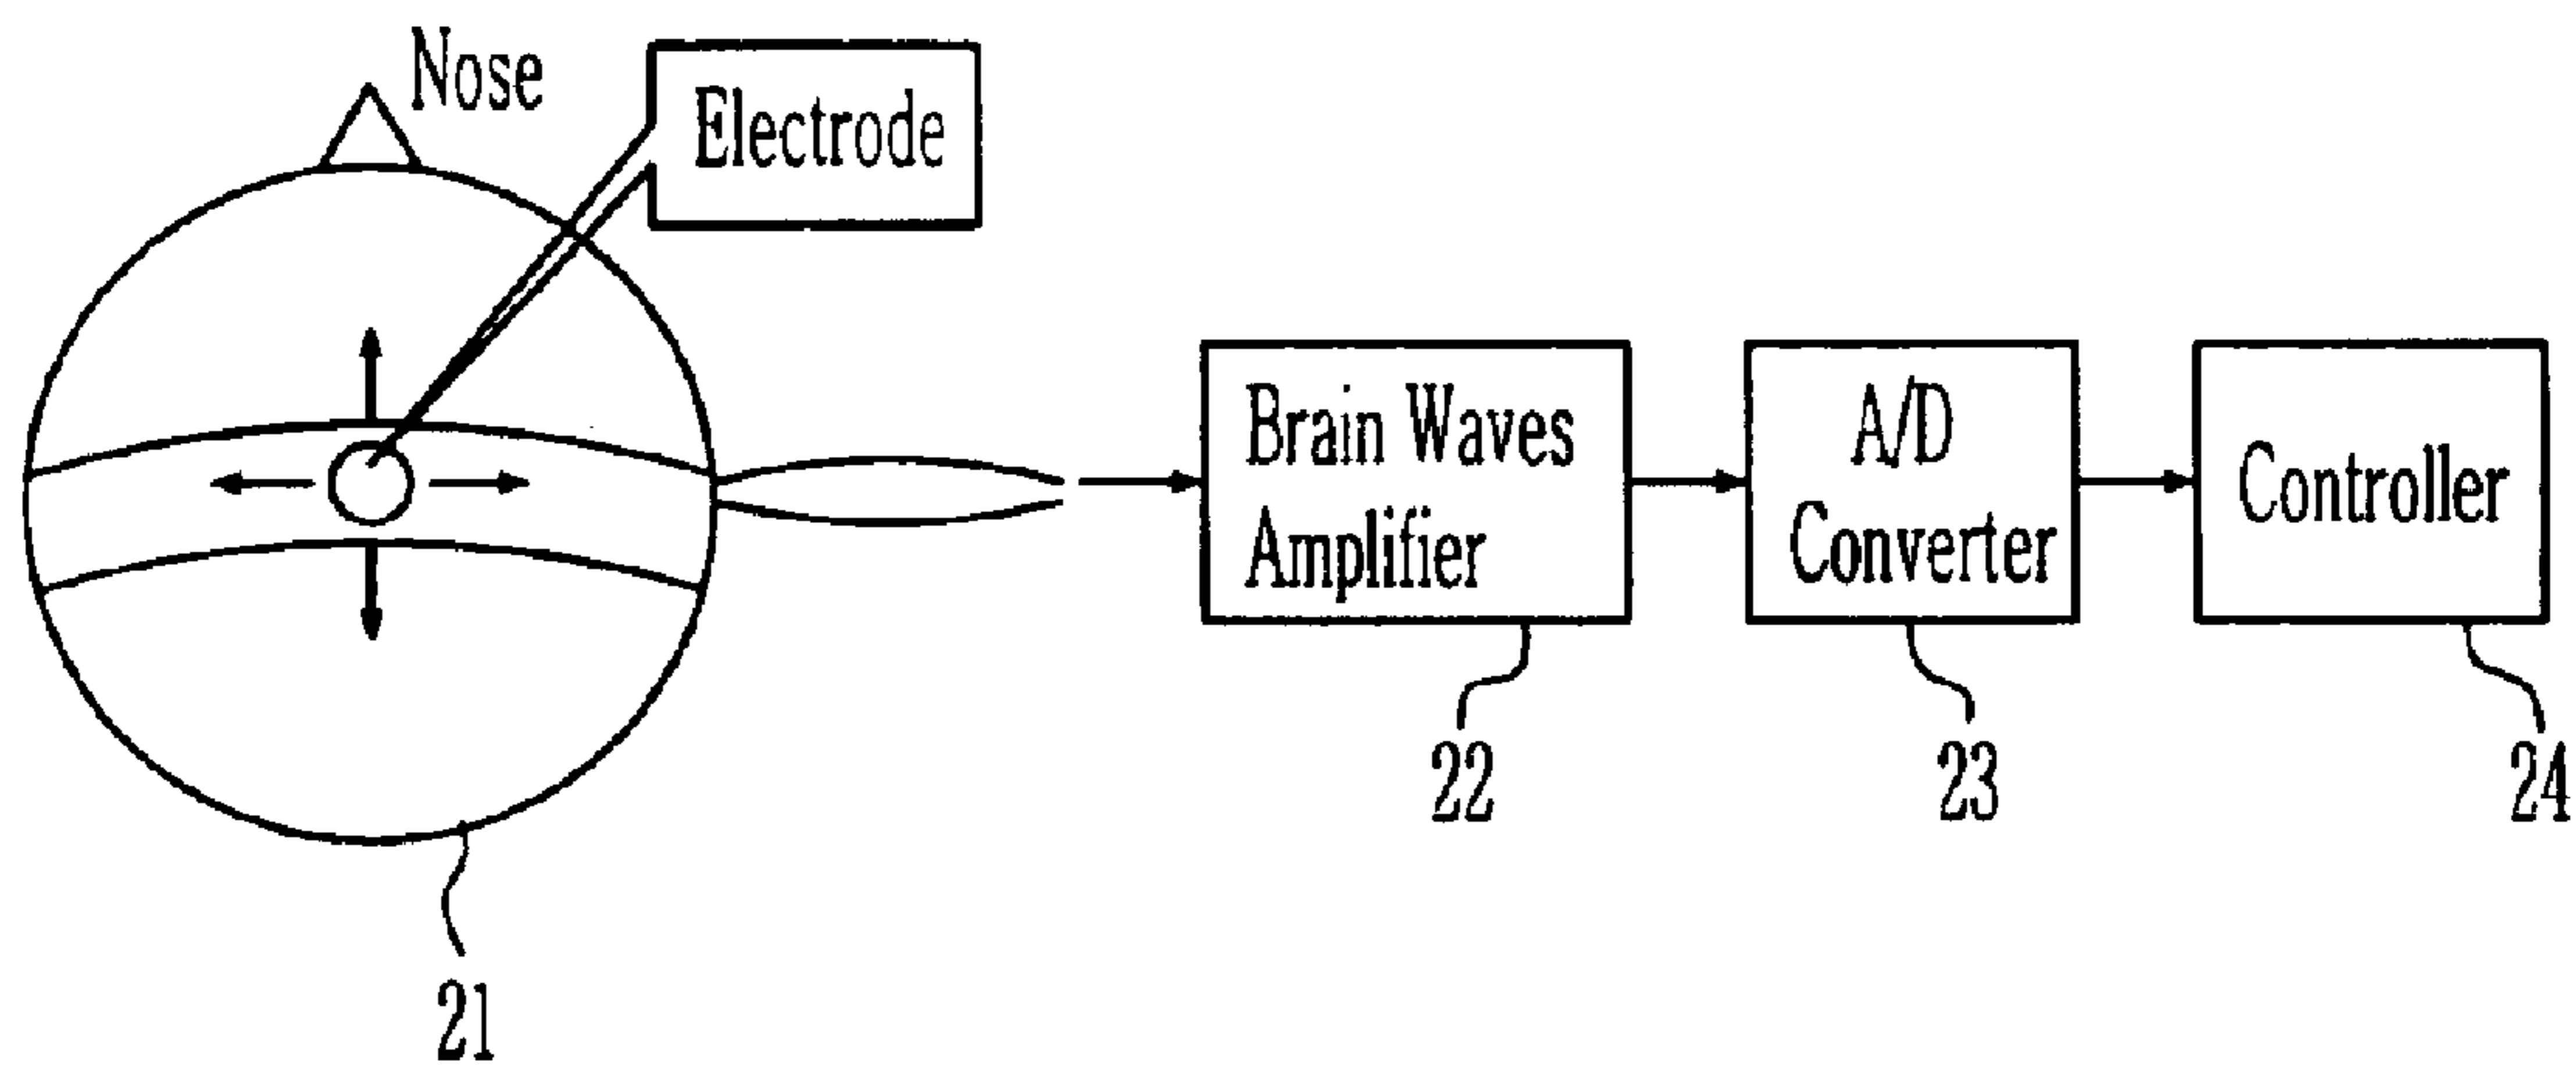 Nose
Electrode
Brain Waves
Amplifier
A/D
Converter
Controller
22
23
24
21